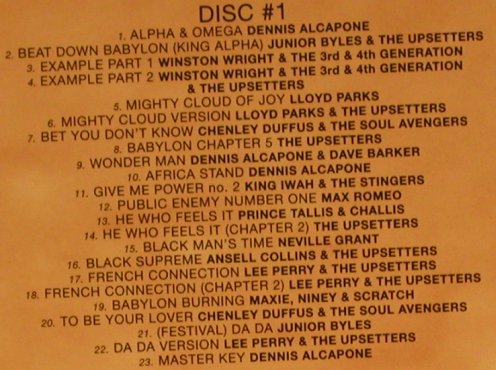 DISC #1
1. ALPHA & OMEGA DENNIS ALCAPONE
2. BEAT DOWN BABYLON (KING ALPHA) JUNIOR BYLES & THE UPSETTERS
3. EXAMPLE PART 1 WINSTON WRIGHT & THE 3rd & 4th GENERATION
4. EXAMPLE PART 2 WINSTON WRIGHT & THE 3rd & 4th GENERATION
& THE UPSETTERS
5. MIGHTY CLOUD OF JOY LLOYD PARKS
6. MIGHTY CLOUD VERSION LLOYD PARKS & THE UPSETTERS
7. BET YOU DON'T KNOW CHENLEY DUFFUS & THE SOUL AVENGERS
8. BABYLON CHAPTER 5 THE UPSETTERS
9. WONDER MAN DENNIS ALCAPONE & DAVE BARKER
10. AFRICA STAND DENNIS ALCAPONE
11. GIVE ME POWER no. 2 KING IWAH & THE STINGERS
12. PUBLIC ENEMY NUMBER ONE MAX ROMEO
13. HE WHO FEELS IT PRINCE TALLIS & CHALLIS
14. HE WHO FEELS IT (CHAPTER 2) THE UPSETTERS
15. BLACK MAN'S TIME NEVILLE GRANT
16. BLACK SUPREME ANSELL COLLINS & THE UPSETTERS
17. FRENCH CONNECTION LEE PERRY & THE UPSETTERS
18. FRENCH CONNECTION (CHAPTER 2) LEE PERRY & THE UPSETTERS
19. BABYLON BURNING MAXIE, NINEY & SCRATCH
20. TO BE YOUR LOVER CHENLEY DUFFUS & THE SOUL AVENGERS
21. (FESTIVAL) DA DA JUNIOR BYLES
22. DA DA VERSION LEE PERRY & THE UPSETTERS
23. MASTER KEY DENNIS ALCAPONE